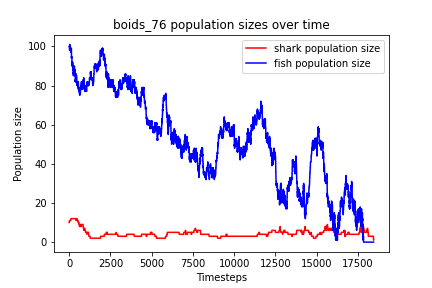 boids_76 population sizes over time
shark population size
fish population size
Population size
100
80
60
40
20
0
0 2500 5000 7500 10000 12500 15000 17500
Timesteps